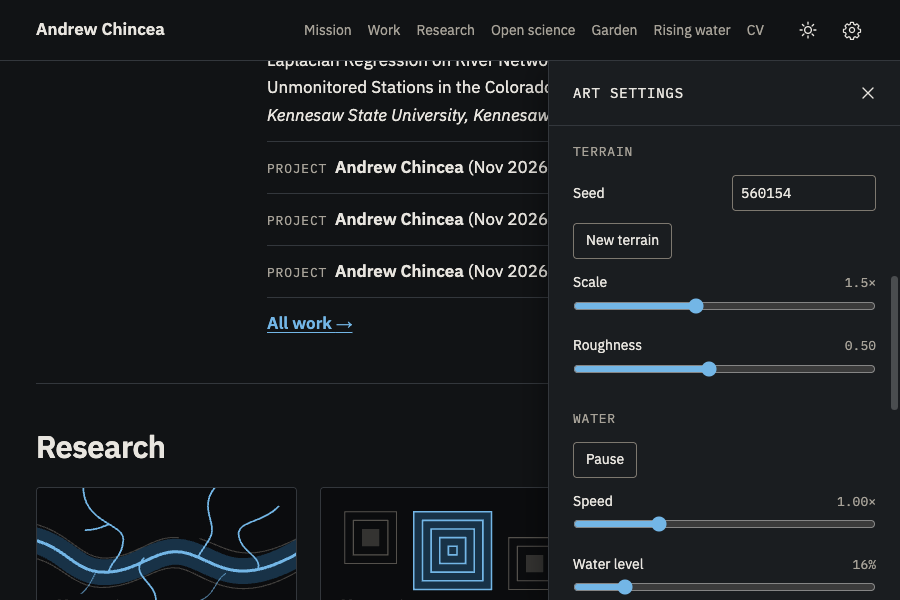 Andrew Chincea
Mission Work Research Open science Garden Rising water CV
Laplacian Regression on River Netwo
Unmonitored Stations in the Colorado
Kennesaw State University, Kennesaw
PROJECT Andrew Chincea (Nov 2026
PROJECT Andrew Chincea (Nov 2026
PROJECT Andrew Chincea (Nov 2026
All work →
Research
ART SETTINGS
TERRAIN
Seed 560154
New terrain
Scale 1.5×
Roughness 0.50
WATER
Pause
Speed 1.00×
Water level 16%